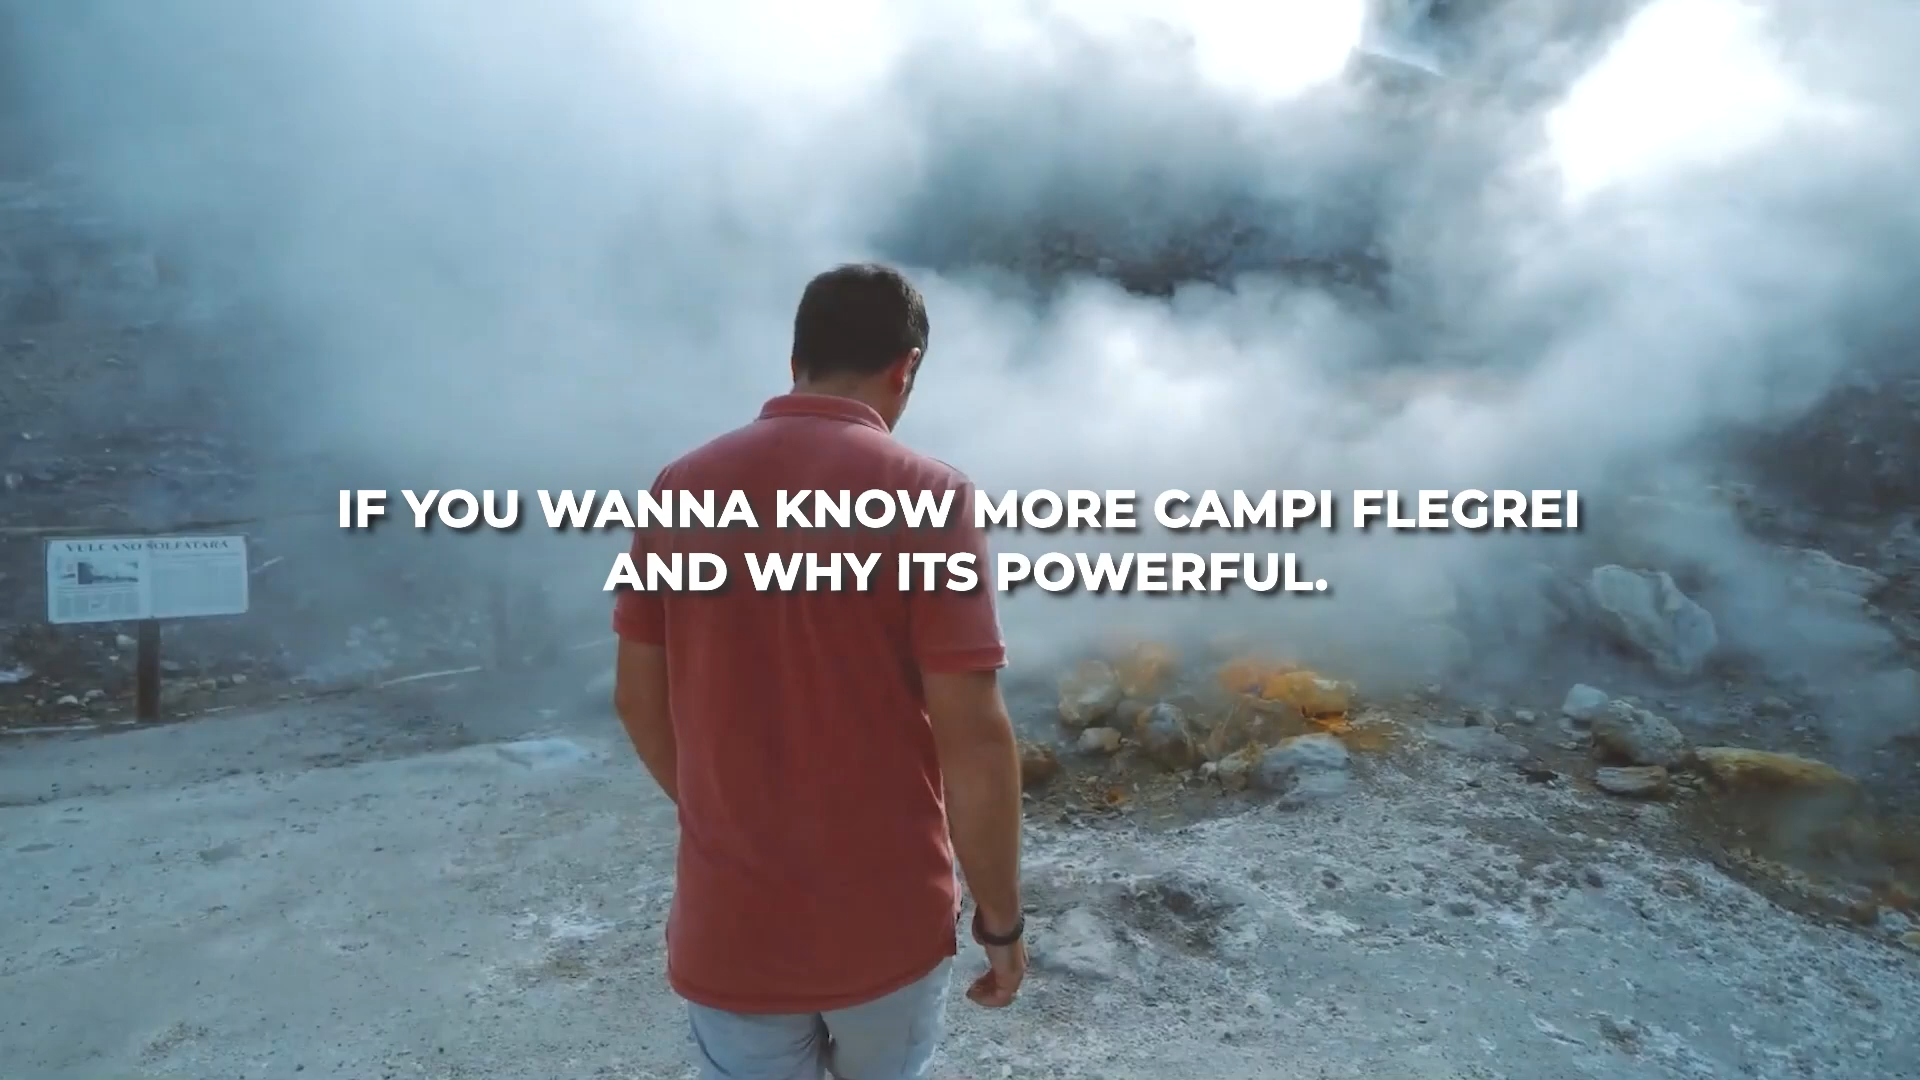 IF YOU WANNA KNOW MORE CAMPI FLEGREI
AND WHY ITS POWERFUL.
VULCANO SOLFATARA